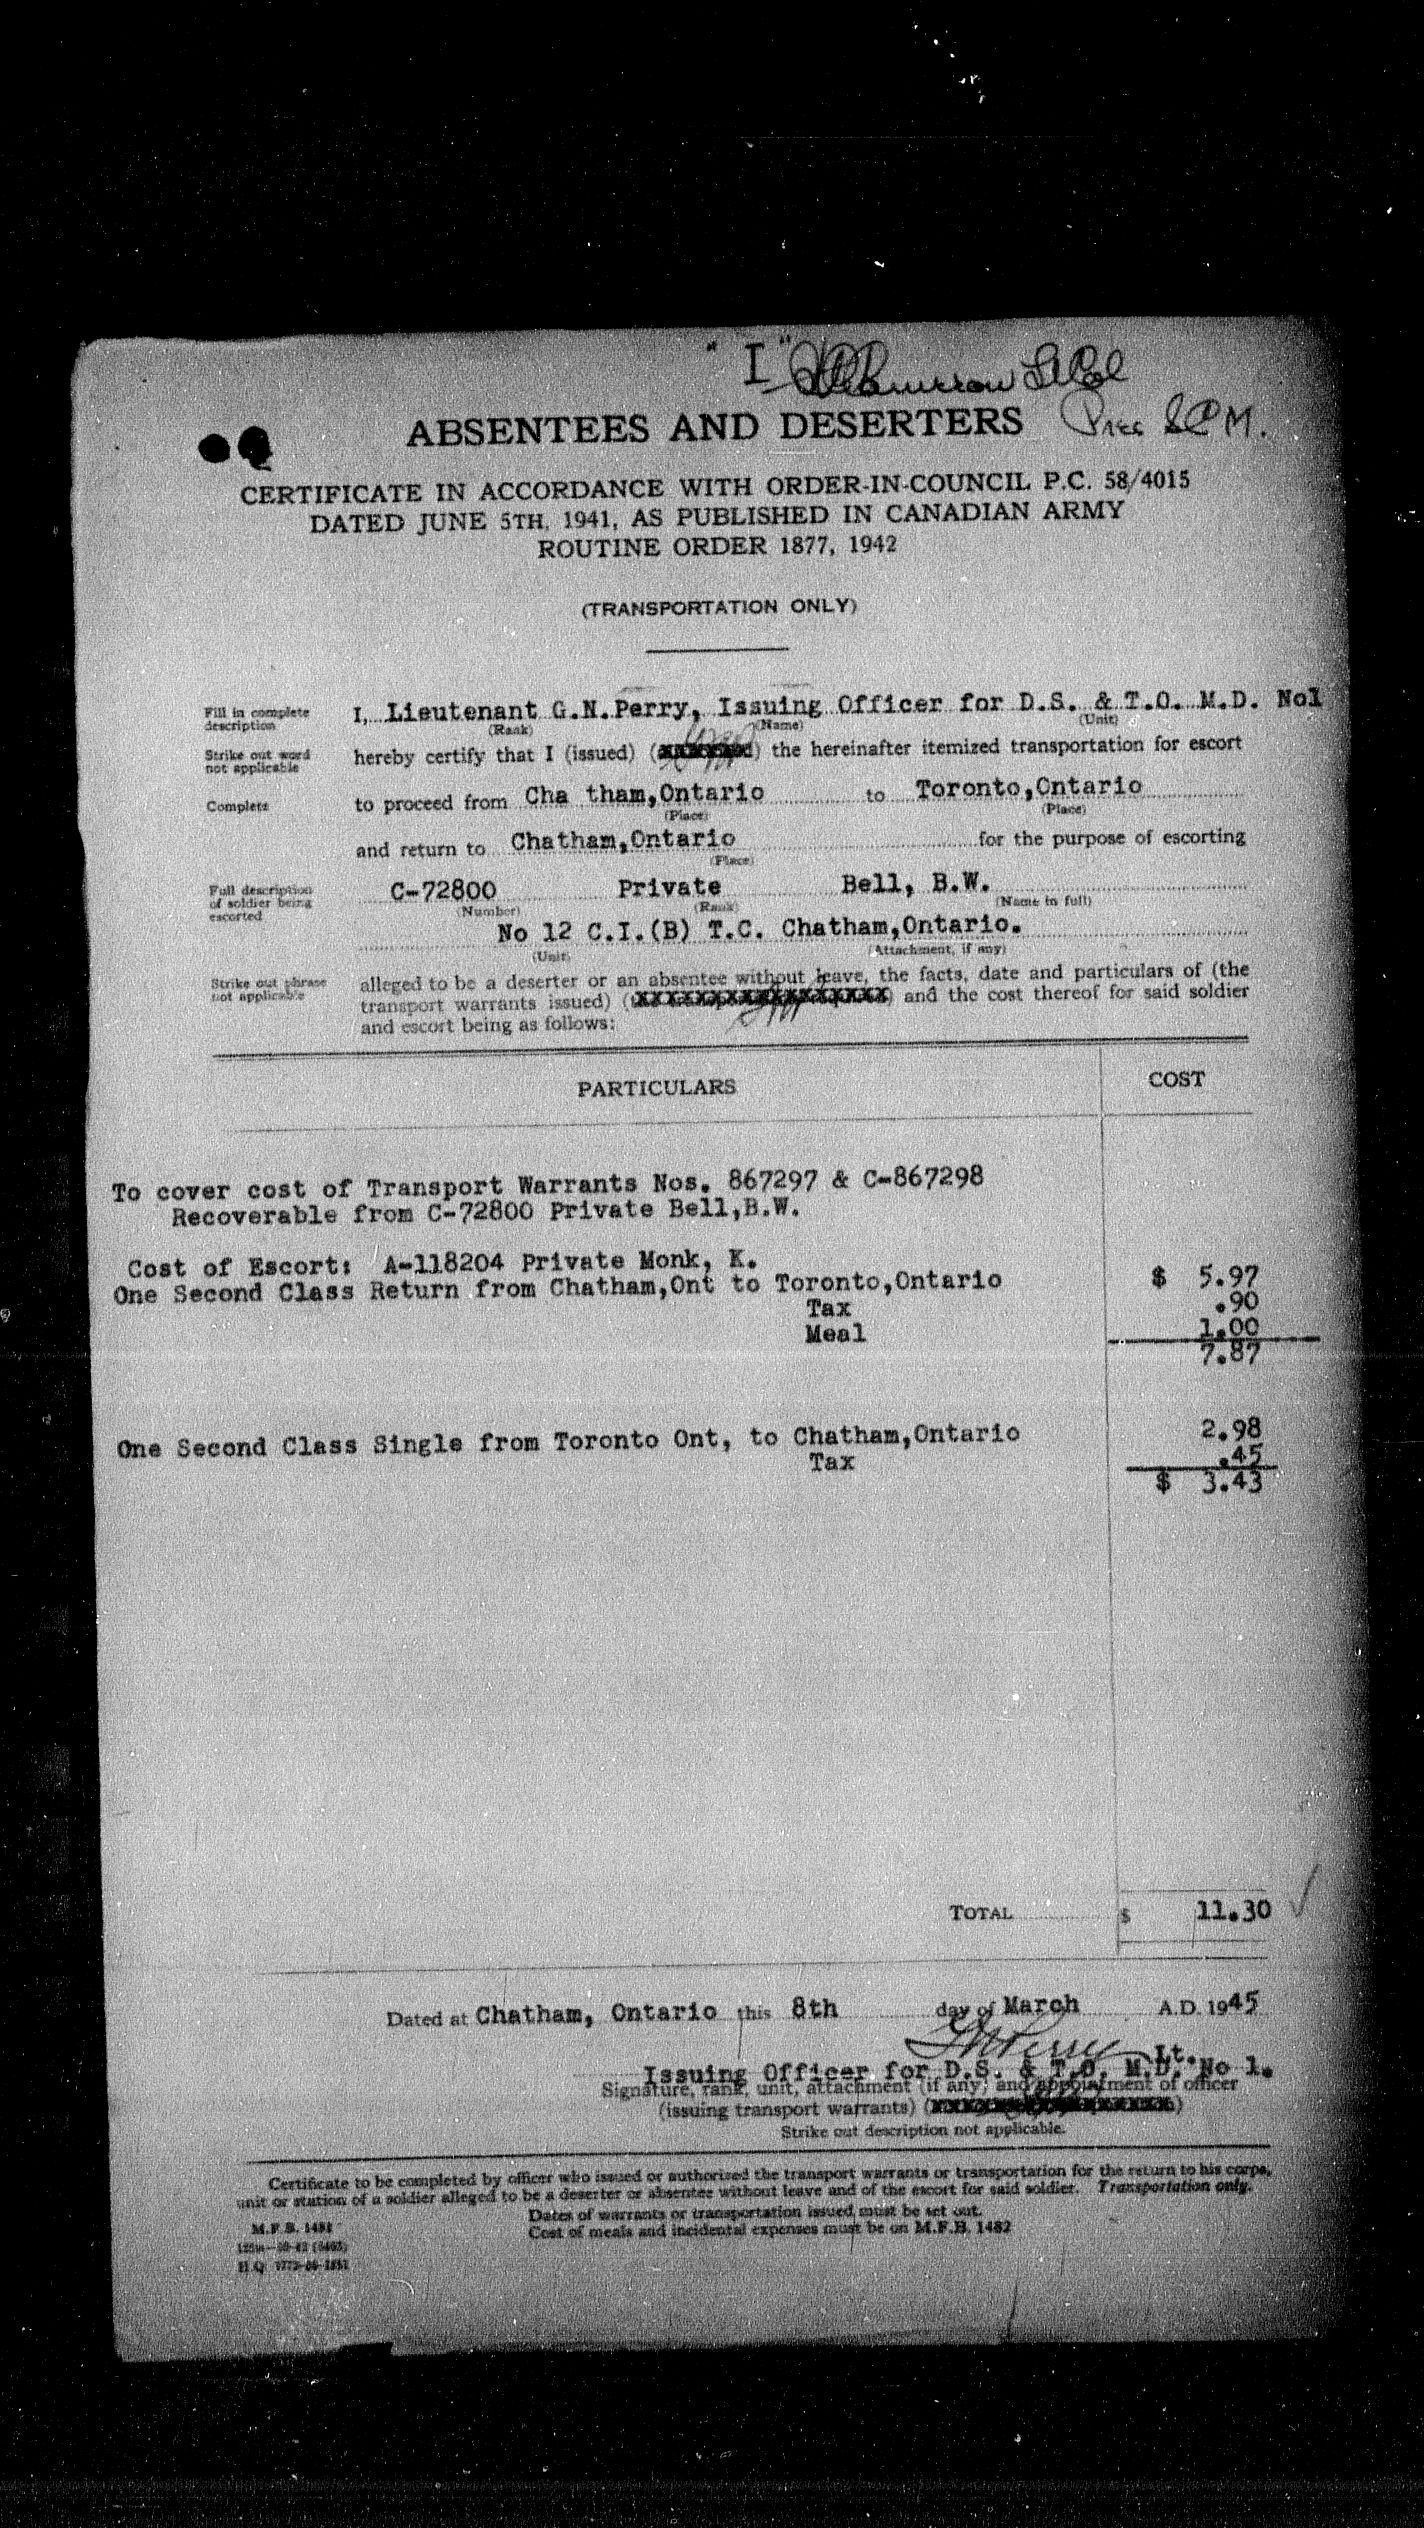 "I"
ABSENTEES AND DESERTERS Pres M.
CERTIFICATE IN ACCORDANCE WITH ORDER-IN-COUNCIL P.C. 58/4015
DATED JUNE 5TH, 1941, AS PUBLISHED IN CANADIAN ARMY
ROUTINE ORDER 1877, 1942
(TRANSPORTATION ONLY)
Fill in complete description
I, Lieutenant G.N.Perry, Issuing Officer for D.S. & T.O. M.D. No1
(Rank) (Name) (Unit)
Strike out word not applicable
hereby certify that I (issued) ( ) the hereinafter itemized transportation for escort
Complete to proceed from Cha tham,Ontario to Toronto,Ontario
(Place) (Place)
and return to Chatham,Ontario for the purpose of escorting
(Place)
Full description of soldier being escorted
C-72800 Private Bell, B.W.
(Number) (Rank) (Name in full)
No 12 C.I.(B) T.C. Chatham,Ontario.
(Unit) (Attachment, if any)
Strike out phrase not applicable
alleged to be a deserter or an absentee without leave, the facts, date and particulars of (the
transport warrants issued) ( ) and the cost thereof for said soldier
and escort being as follows:
PARTICULARS COST
To cover cost of Transport Warrants Nos. 867297 & C-867298
Recoverable from C-72800 Private Bell,B.W.
Cost of Escort: A-118204 Private Monk, K.
One Second Class Return from Chatham,Ont to Toronto,Ontario $ 5.97
Tax .90
Meal 1.00
7.87
One Second Class Single from Toronto Ont, to Chatham,Ontario 2.98
Tax .45
$ 3.43
TOTAL $ 11.30
Dated at Chatham, Ontario this 8th day of March A.D. 1945
GNPerry Lt.
Issuing Officer for D.S. & T.O. M.D. No 1.
Signature, rank, unit, attachment (if any) and appointment of officer
(issuing transport warrants) ( )
Strike out description not applicable.
Certificate to be completed by officer who issued or authorized the transport warrants or transportation for the return to his corps,
unit or station of a soldier alleged to be a deserter or absentee without leave and of the escort for said soldier. Transportation only.
Dates of warrants or transportation issued must be set out.
Cost of meals and incidental expenses must be on M.F.B. 1482
M.F.B. 1481
H.Q. 1772-39-1881